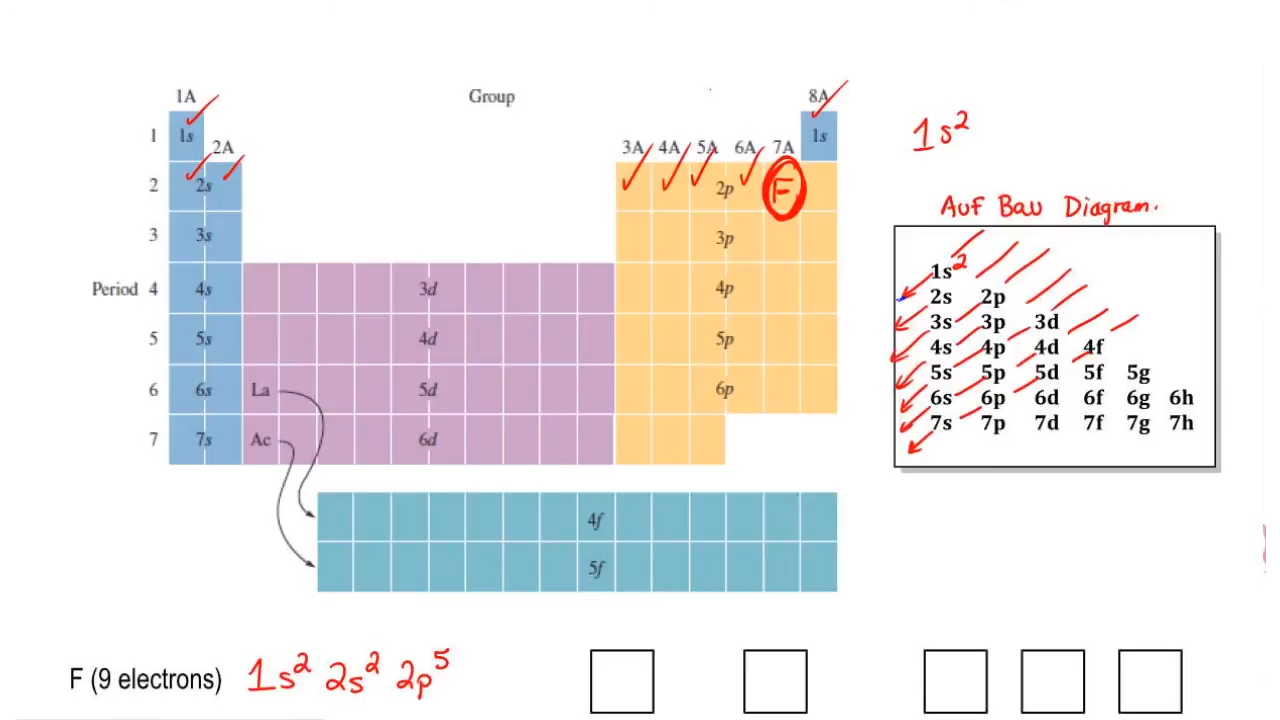 1A Group 8A
1 1s 2A 3A 4A 5A 6A 7A 1s
1s²
2 2s 2p F
Auf Bau Diagram.
3 3s 3p
Period 4 4s 3d 4p
5 5s 4d 5p
6 6s La 5d 6p
7 7s Ac 6d
4f
5f
1s²
2s 2p
3s 3p 3d
4s 4p 4d 4f
5s 5p 5d 5f 5g
6s 6p 6d 6f 6g 6h
7s 7p 7d 7f 7g 7h
F (9 electrons) 1s² 2s² 2p⁵